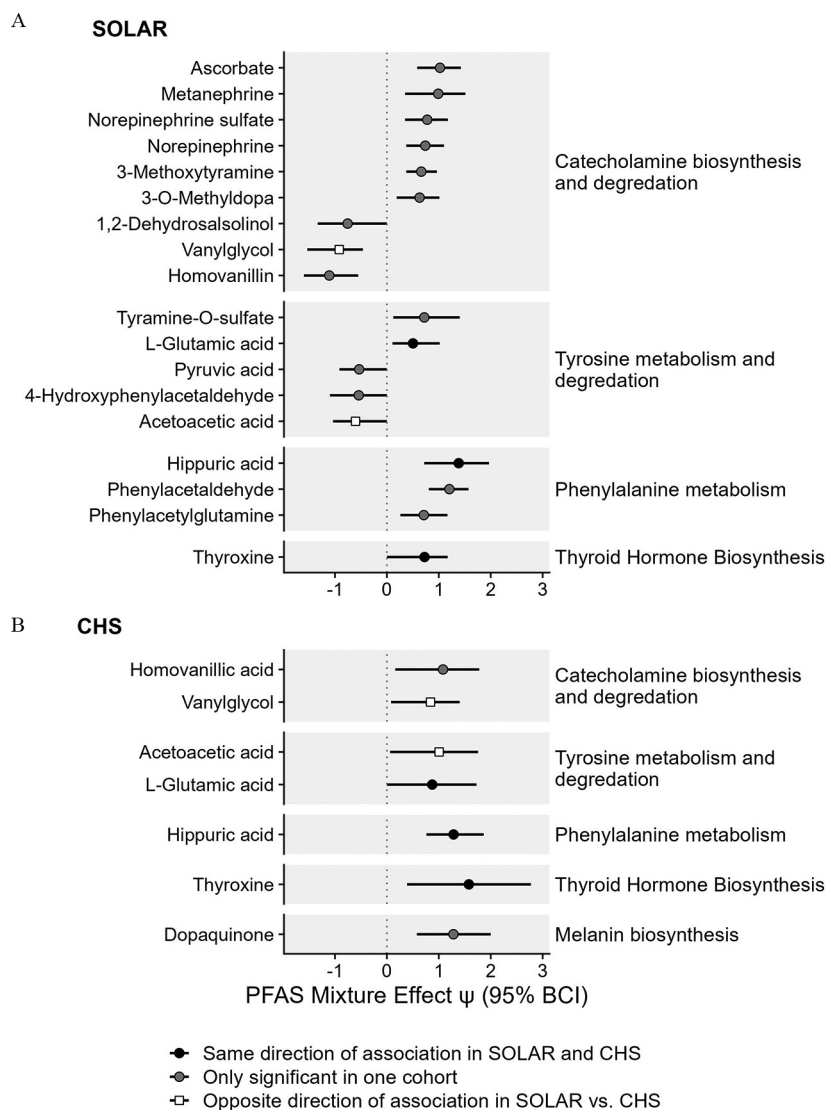 A
SOLAR
Ascorbate
Metanephrine
Norepinephrine sulfate
Norepinephrine
3-Methoxytyramine
3-O-Methyldopa
1,2-Dehydrosalsolinol
Vanylglycol
Homovanillin
Catecholamine biosynthesis
and degredation
Tyramine-O-sulfate
L-Glutamic acid
Pyruvic acid
4-Hydroxyphenylacetaldehyde
Acetoacetic acid
Tyrosine metabolism and
degredation
Hippuric acid
Phenylacetaldehyde
Phenylacetylglutamine
Phenylalanine metabolism
Thyroxine
Thyroid Hormone Biosynthesis
-1 0 1 2 3
B
CHS
Homovanillic acid
Vanylglycol
Catecholamine biosynthesis
and degredation
Acetoacetic acid
L-Glutamic acid
Tyrosine metabolism and
degredation
Hippuric acid
Phenylalanine metabolism
Thyroxine
Thyroid Hormone Biosynthesis
Dopaquinone
Melanin biosynthesis
-1 0 1 2 3
PFAS Mixture Effect ψ (95% BCI)
Same direction of association in SOLAR and CHS
Only significant in one cohort
Opposite direction of association in SOLAR vs. CHS